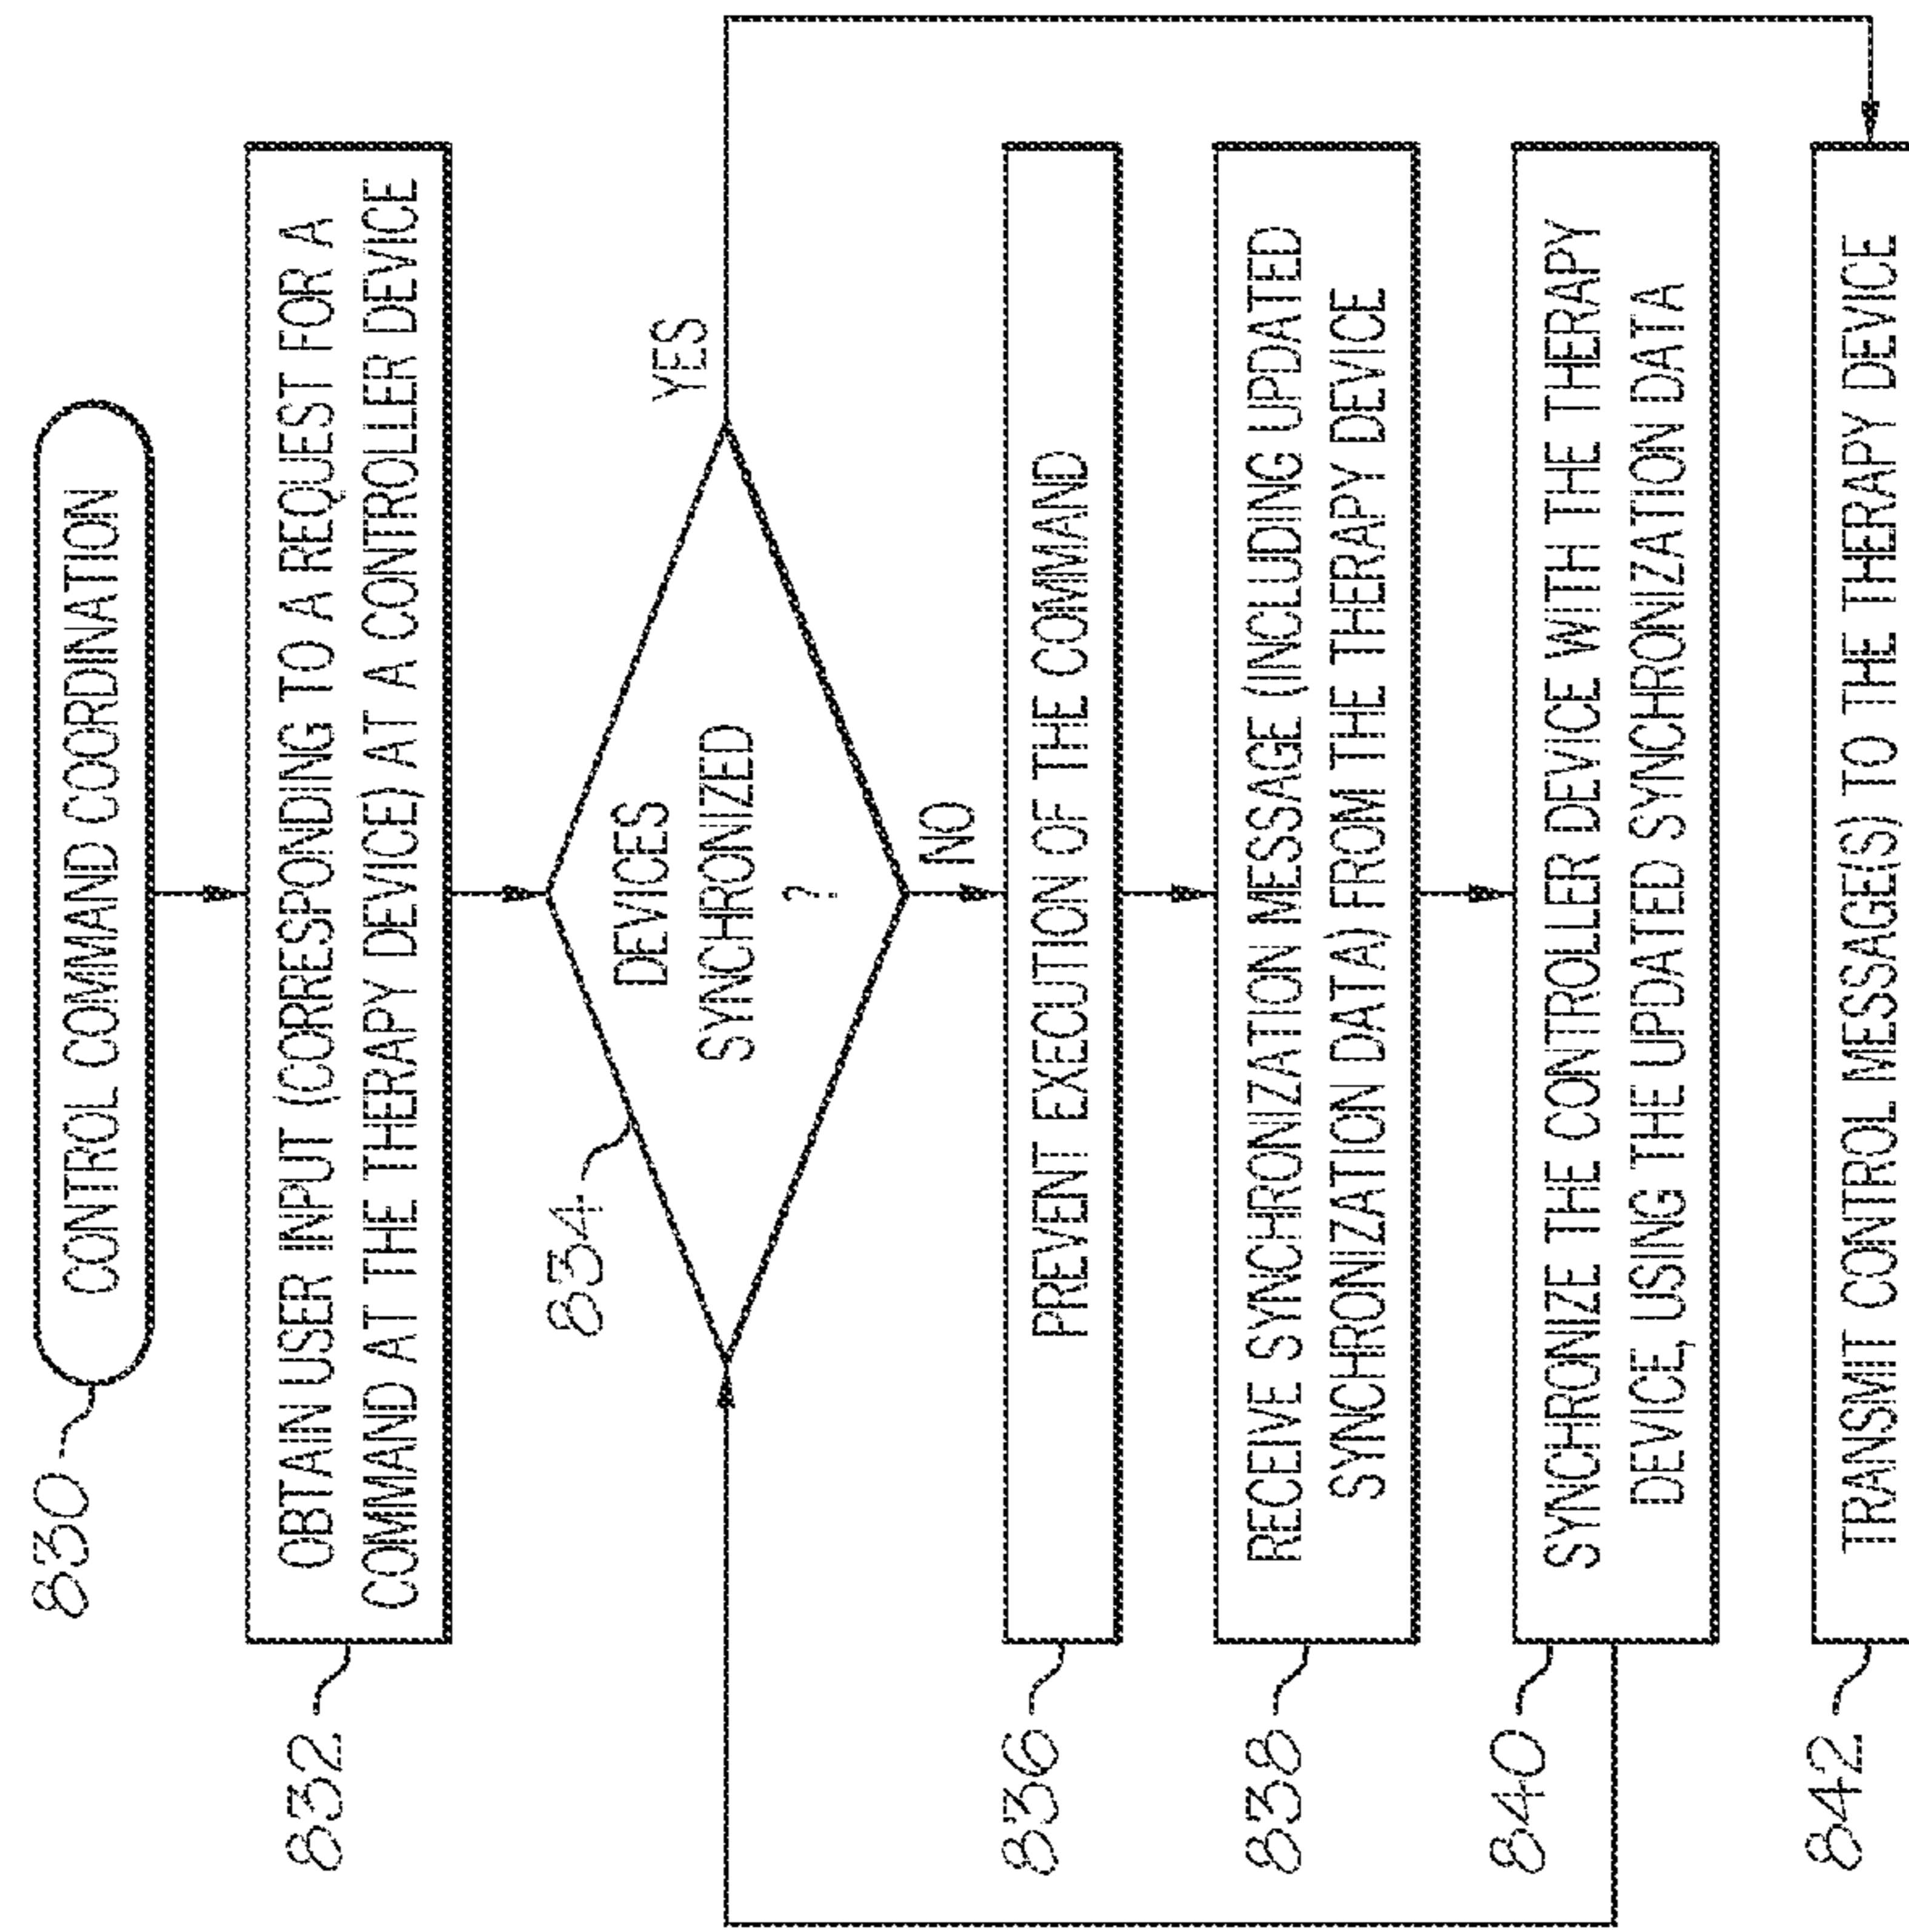 830
CONTROL COMMAND COORDINATION
832
OBTAIN USER INPUT (CORRESPONDING TO A REQUEST FOR A
COMMAND AT THE THERAPY DEVICE) AT A CONTROLLER DEVICE
834
DEVICES
SYNCHRONIZED
?
YES
NO
836
PREVENT EXECUTION OF THE COMMAND
838
RECEIVE SYNCHRONIZATION MESSAGE (INCLUDING UPDATED
SYNCHRONIZATION DATA) FROM THE THERAPY DEVICE
840
SYNCHRONIZE THE CONTROLLER DEVICE WITH THE THERAPY
DEVICE, USING THE UPDATED SYNCHRONIZATION DATA
842
TRANSMIT CONTROL MESSAGE(S) TO THE THERAPY DEVICE